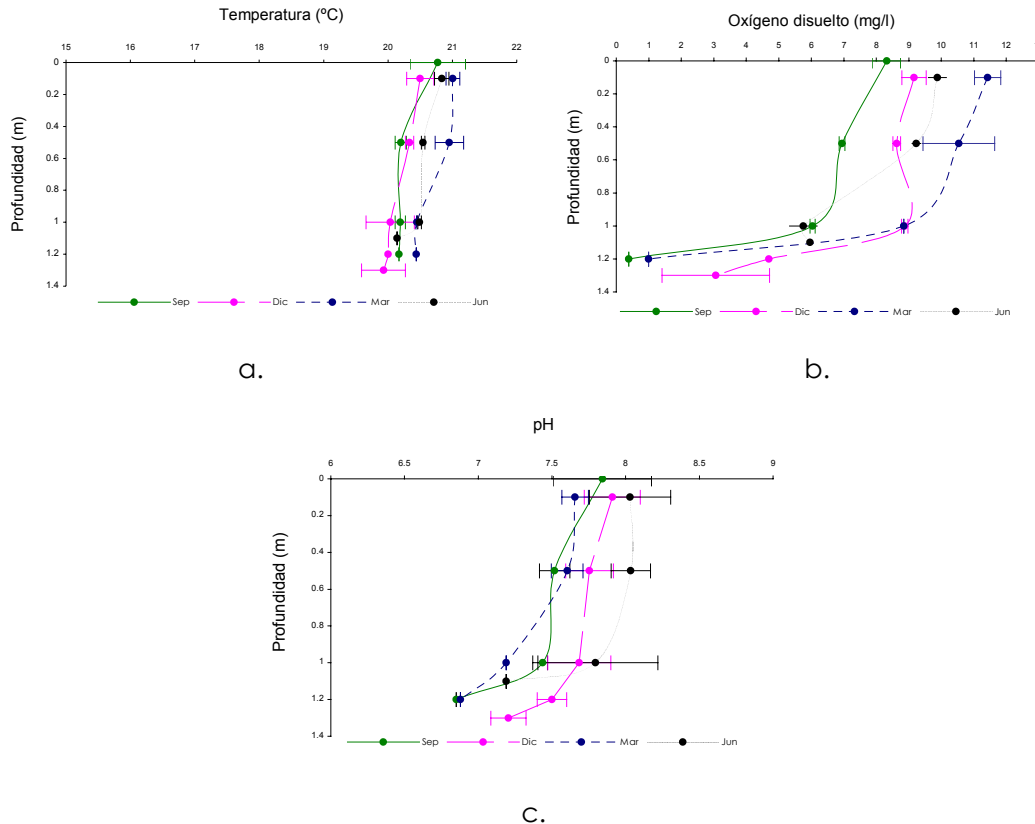 Temperatura (ºC)
15 16 17 18 19 20 21 22
Profundidad (m)
0
0.2
0.4
0.6
0.8
1
1.2
1.4
Sep Dic Mar Jun
a.
Oxígeno disuelto (mg/l)
0 1 2 3 4 5 6 7 8 9 10 11 12 13
Profundidad (m)
0
0.2
0.4
0.6
0.8
1
1.2
1.4
Sep Dic Mar Jun
b.
pH
6 6.5 7 7.5 8 8.5 9
Profundidad (m)
0
0.2
0.4
0.6
0.8
1
1.2
1.4
Sep Dic Mar Jun
c.